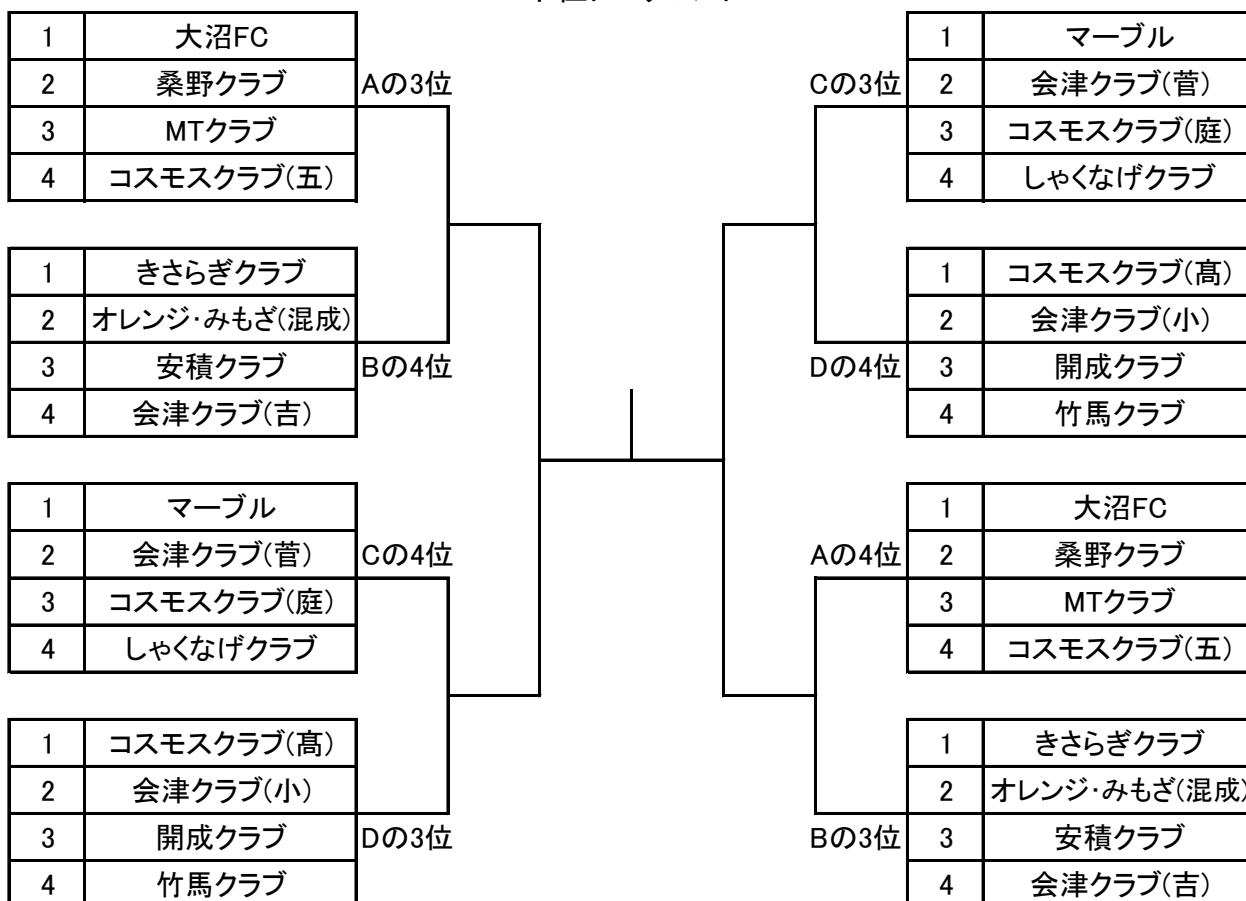 1 大沼FC
2 桑野クラブ Aの3位
3 MTクラブ
4 コスモスクラブ(五)
1 きさらぎクラブ
2 オレンジ・みもざ(混成)
3 安積クラブ Bの4位
4 会津クラブ(吉)
1 マーブル
2 会津クラブ(菅) Cの4位
3 コスモスクラブ(庭)
4 しゃくなげクラブ
1 コスモスクラブ(髙)
2 会津クラブ(小)
3 開成クラブ Dの3位
4 竹馬クラブ
1 マーブル
Cの3位 2 会津クラブ(菅)
3 コスモスクラブ(庭)
4 しゃくなげクラブ
1 コスモスクラブ(髙)
2 会津クラブ(小)
Dの4位 3 開成クラブ
4 竹馬クラブ
1 大沼FC
Aの4位 2 桑野クラブ
3 MTクラブ
4 コスモスクラブ(五)
1 きさらぎクラブ
2 オレンジ・みもざ(混成)
Bの3位 3 安積クラブ
4 会津クラブ(吉)